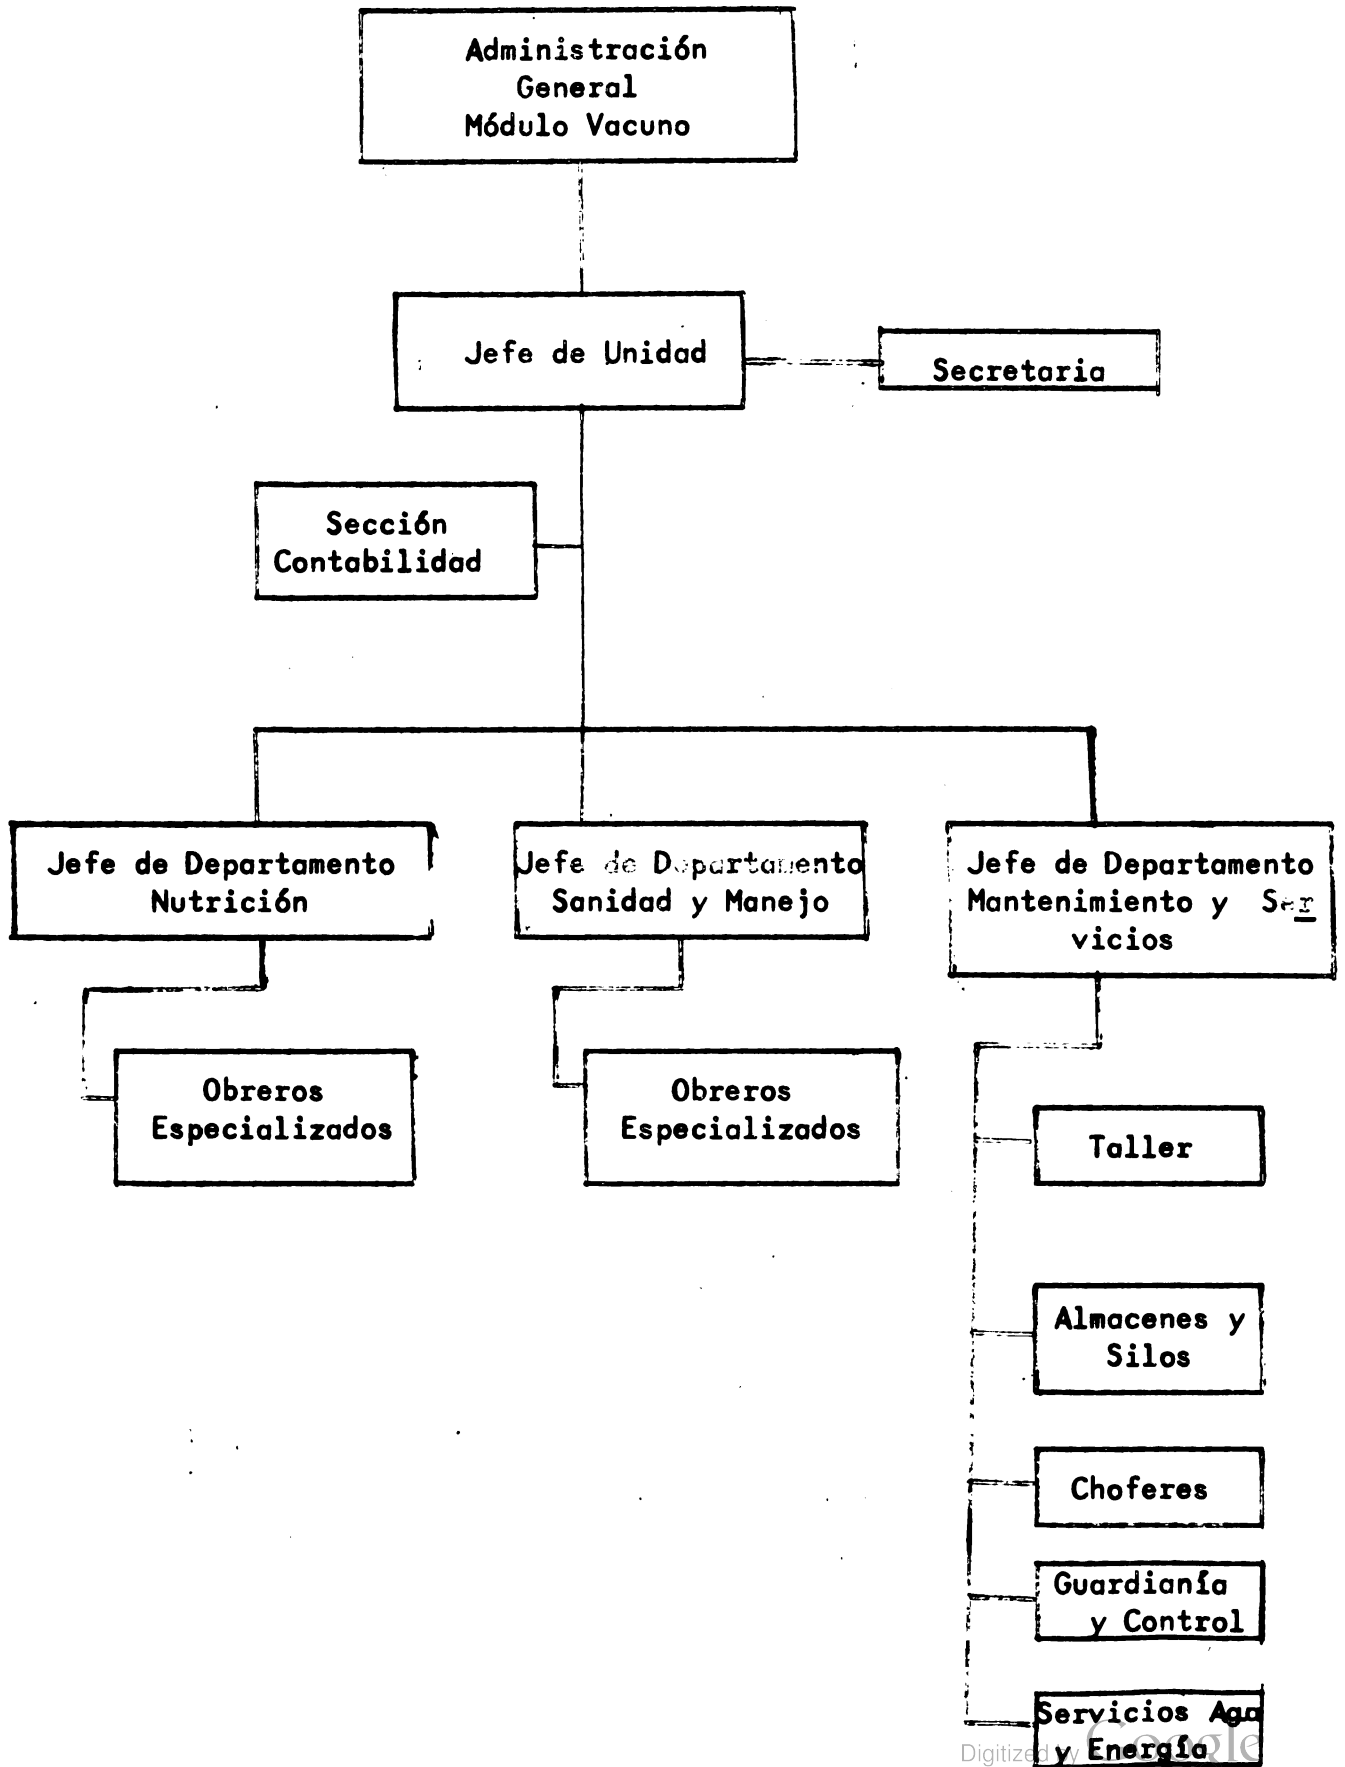 Administración
General
Módulo Vacuno
Jefe de Unidad
Secretaria
Sección
Contabilidad
Jefe de Departamento
Nutrición
Jefe de Departamento
Sanidad y Manejo
Jefe de Departamento
Mantenimiento y Ser
vicios
Obreros
Especializados
Obreros
Especializados
Taller
Almacenes y
Silos
Choferes
Guardianía
y Control
Servicios Agua
y Energía
Digitized by Google